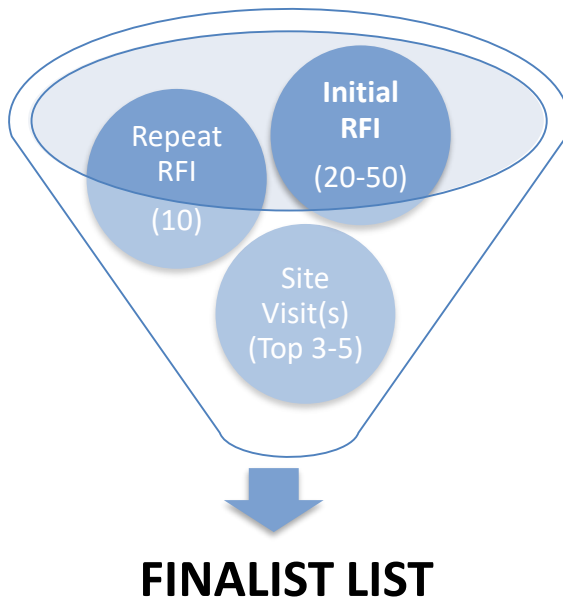 Initial
RFI
(20-50)
Repeat
RFI
(10)
Site
Visit(s)
(Top 3-5)
FINALIST LIST